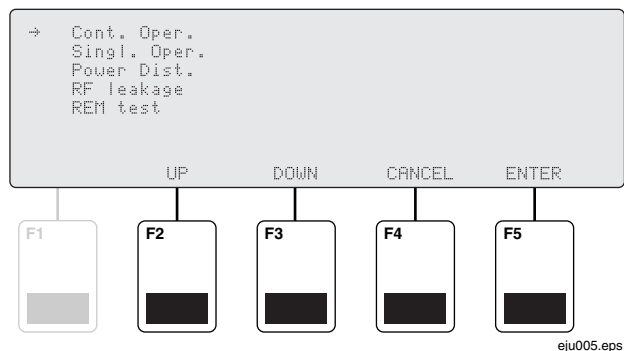 → Cont. Oper.
Singl. Oper.
Power Dist.
RF leakage
REM test
UP DOWN CANCEL ENTER
F1 F2 F3 F4 F5
eju005.eps